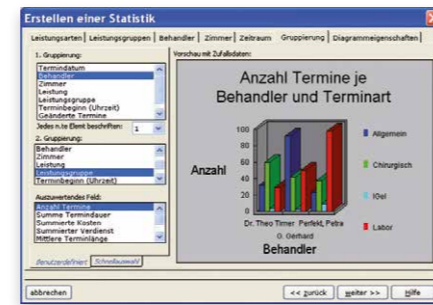 Erstellen einer Statistik
Leistungsarten Leistungsgruppen Behandler Zimmer Zeitraum Gruppierung Diagrammeigenschaften
1. Gruppierung:
Termindatum
Behandler
Zimmer
Leistung
Leistungsgruppe
Terminbeginn (Uhrzeit)
Geänderte Termine
Jedes n.te Elemt beschriften: 1
2. Gruppierung:
Behandler
Zimmer
Leistung
Leistungsgruppe
Terminbeginn (Uhrzeit)
Auszuwertendes Feld:
Anzahl Termine
Summe Termindauer
Summierte Kosten
Summierter Verdienst
Mittlere Terminlänge
Benutzerdefiniert Schnellauswahl
Vorschau mit Zufallsdaten:
Anzahl Termine je
Behandler und Terminart
Anzahl
100
80
60
40
20
0
Dr. Theo Timer Perfekt, Petra
O. Gerhard
Behandler
Allgemein
Chirurgisch
IGel
Labor
abbrechen << zurück weiter >> Hilfe